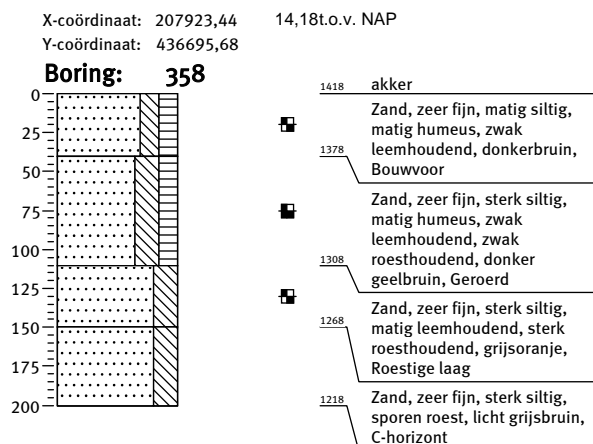 X-coördinaat: 207923,44 14,18t.o.v. NAP
Y-coördinaat: 436695,68
Boring: 358
0
25
50
75
100
125
150
175
200
1418 akker
Zand, zeer fijn, matig siltig,
matig humeus, zwak
leemhoudend, donkerbruin,
Bouwvoor
1378
Zand, zeer fijn, sterk siltig,
matig humeus, zwak
leemhoudend, zwak
roesthoudend, donker
geelbruin, Geroerd
1308
Zand, zeer fijn, sterk siltig,
matig leemhoudend, sterk
roesthoudend, grijsoranje,
Roestige laag
1268
Zand, zeer fijn, sterk siltig,
sporen roest, licht grijsbruin,
C-horizont
1218